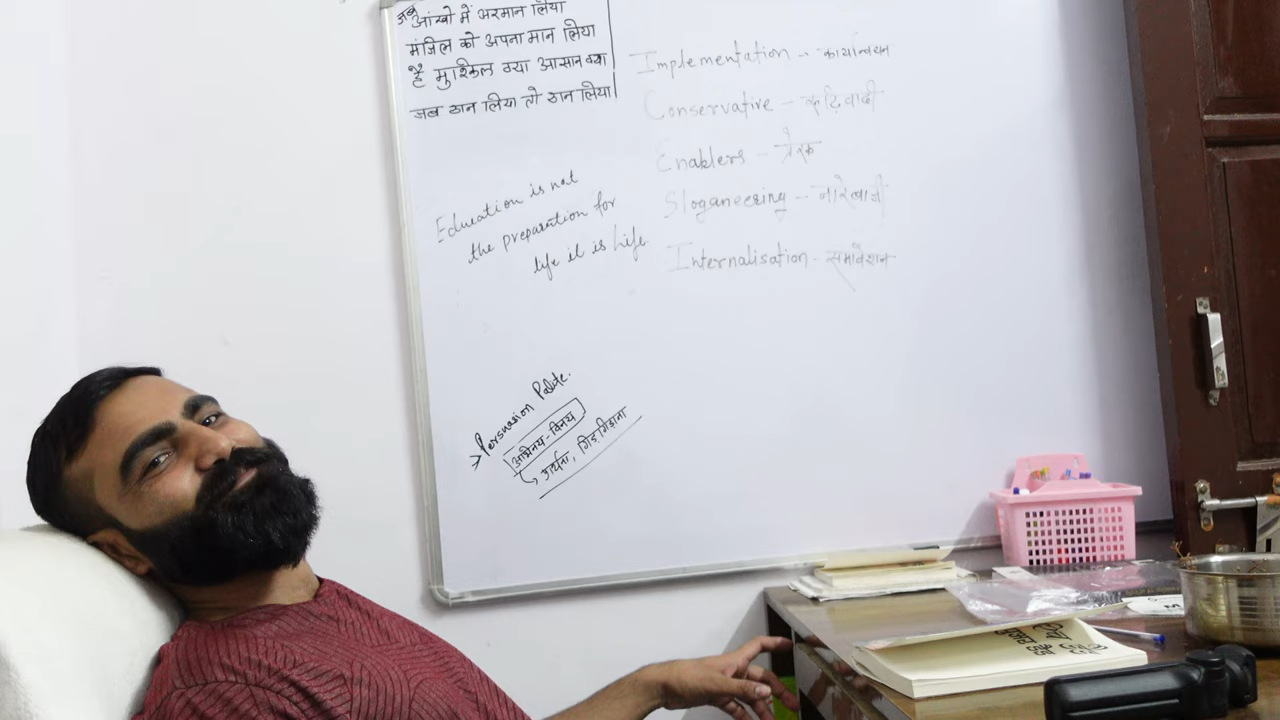 जब आंखो में अरमान लिया
मंजिल को अपना मान लिया
है मुश्किल क्या आसान क्या
जब ठान लिया तो ठान लिया
Implementation - कार्यान्वयन
Conservative - रूढ़िवादी
Enablers - प्रेरक
Sloganeering - नारेबाजी
Internalisation - समावेशन
Education is not
the preparation for
life it is life.
Persuasion Polite.
अभिनय-विनय
प्रार्थना, गिड़गिड़ाना